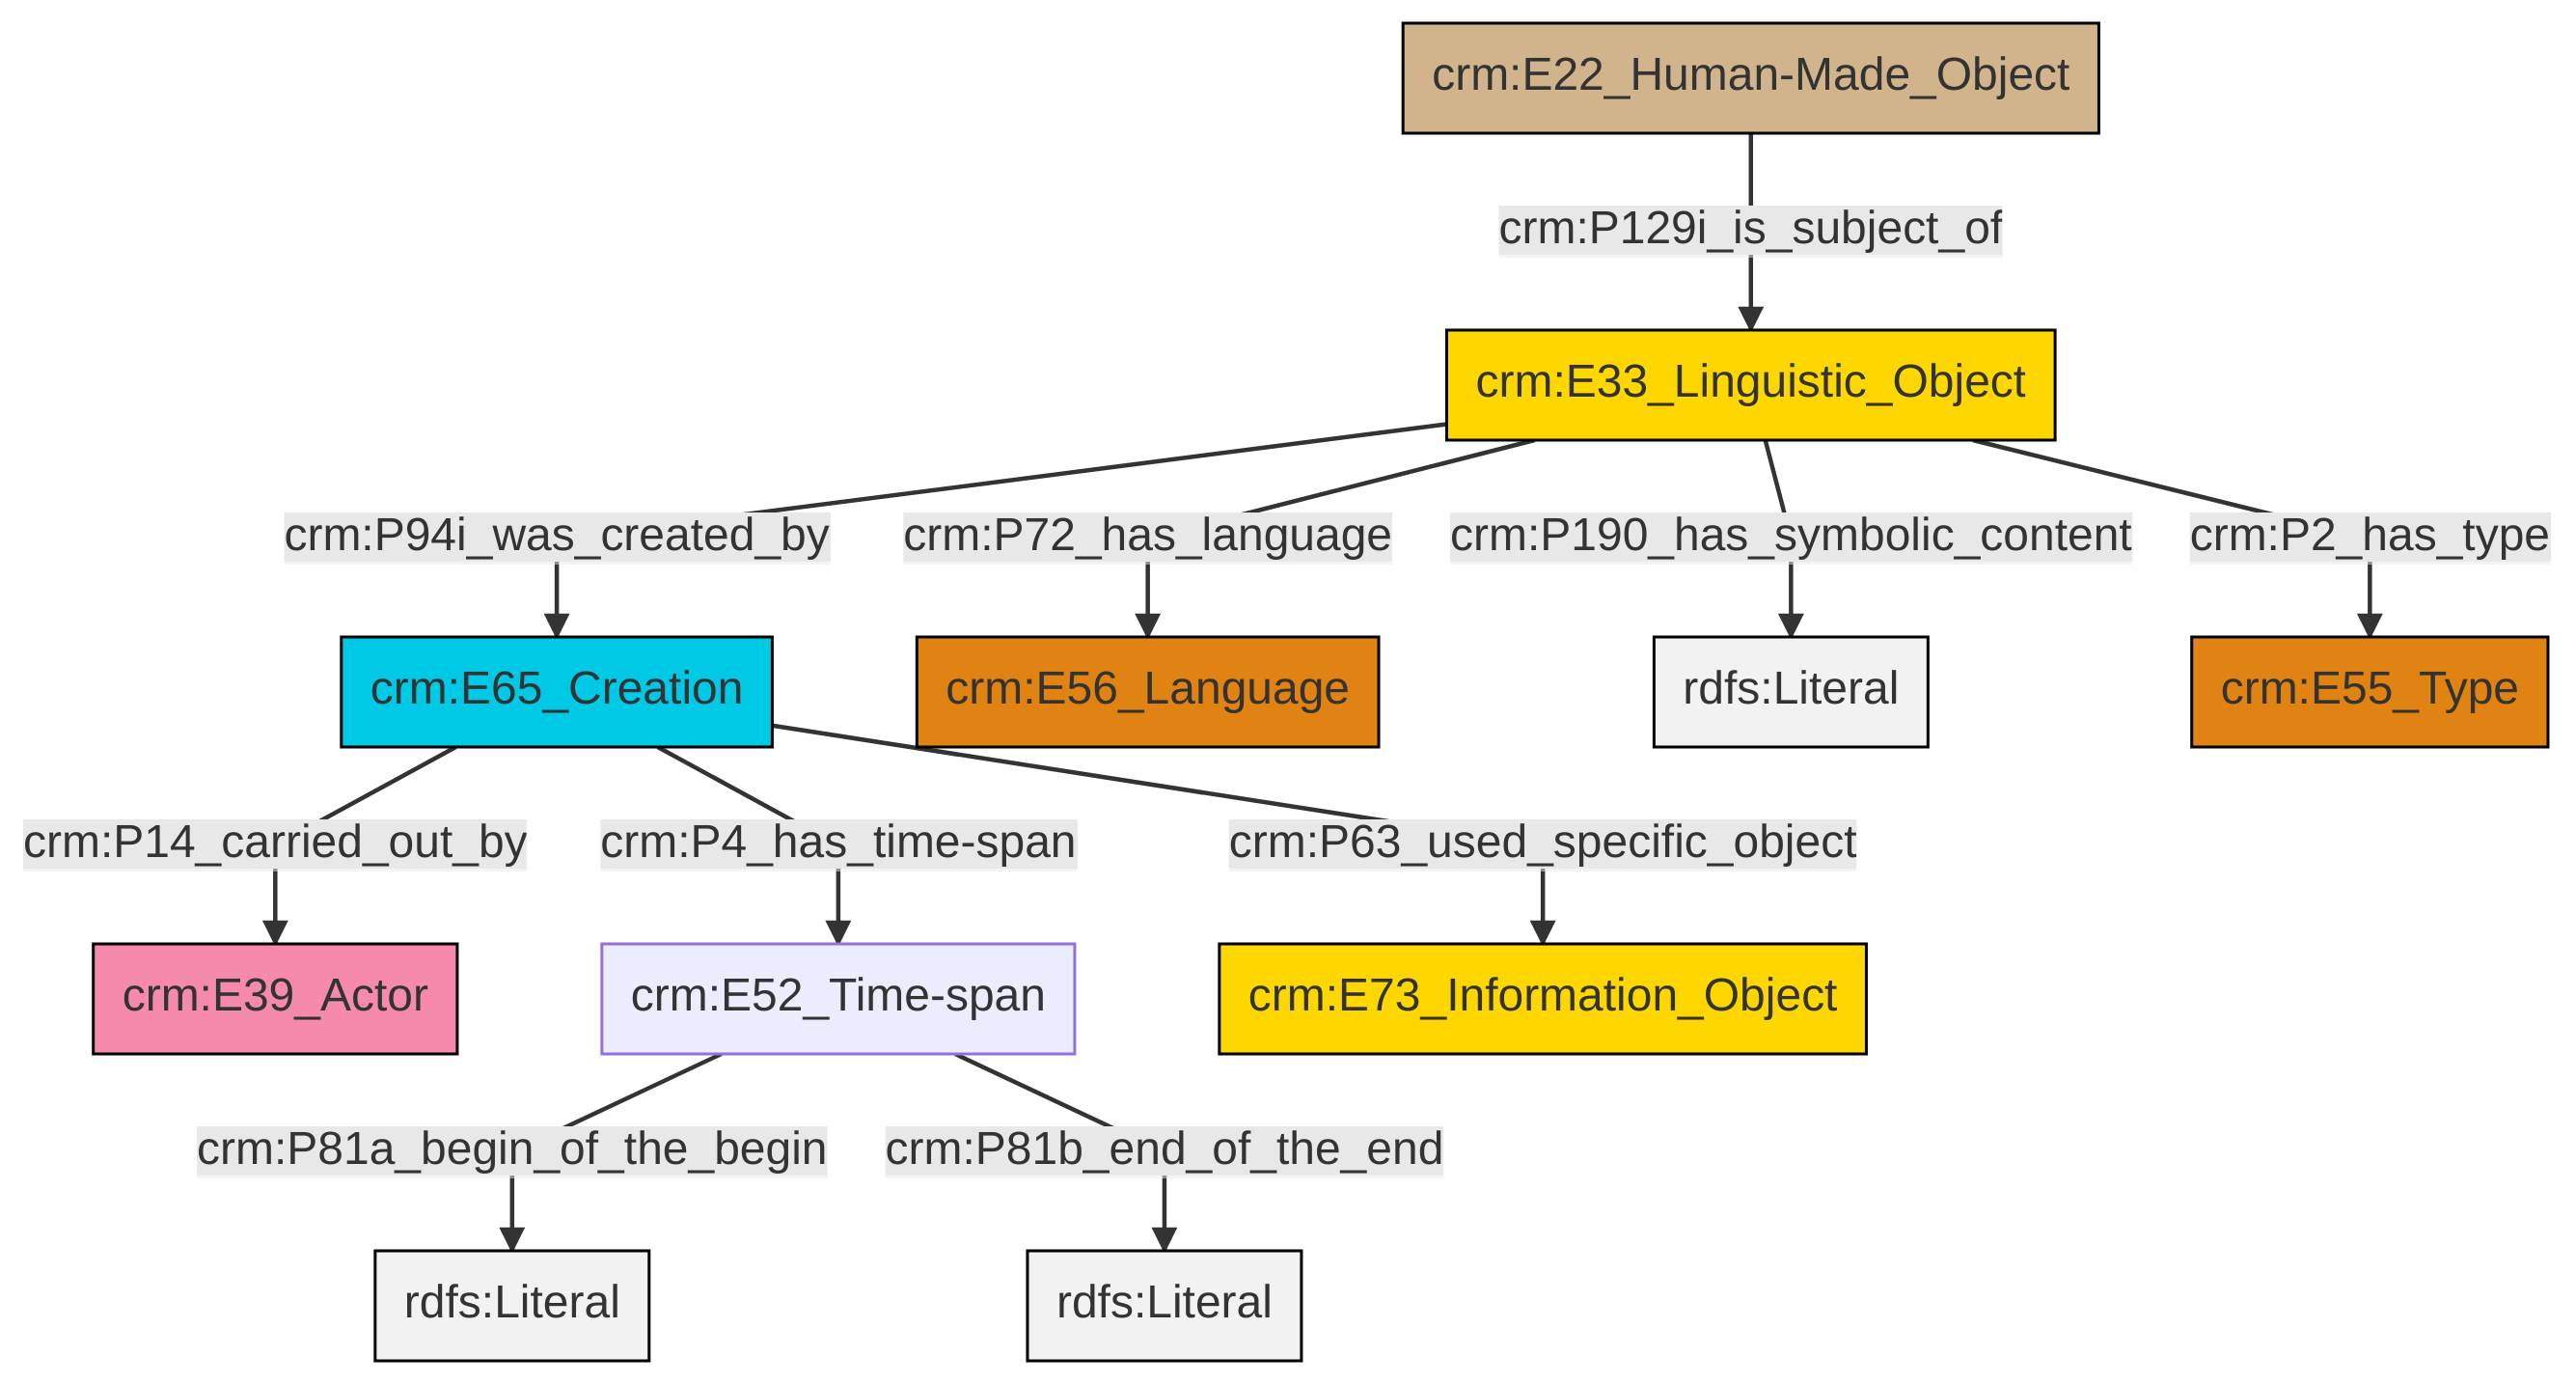 crm:E22_Human-Made_Object
crm:P129i_is_subject_of
crm:E33_Linguistic_Object
crm:P94i_was_created_by
crm:P72_has_language
crm:P190_has_symbolic_content
crm:P2_has_type
crm:E65_Creation
crm:E56_Language
rdfs:Literal
crm:E55_Type
crm:P14_carried_out_by
crm:P4_has_time-span
crm:P63_used_specific_object
crm:E39_Actor
crm:E52_Time-span
crm:E73_Information_Object
crm:P81a_begin_of_the_begin
crm:P81b_end_of_the_end
rdfs:Literal
rdfs:Literal